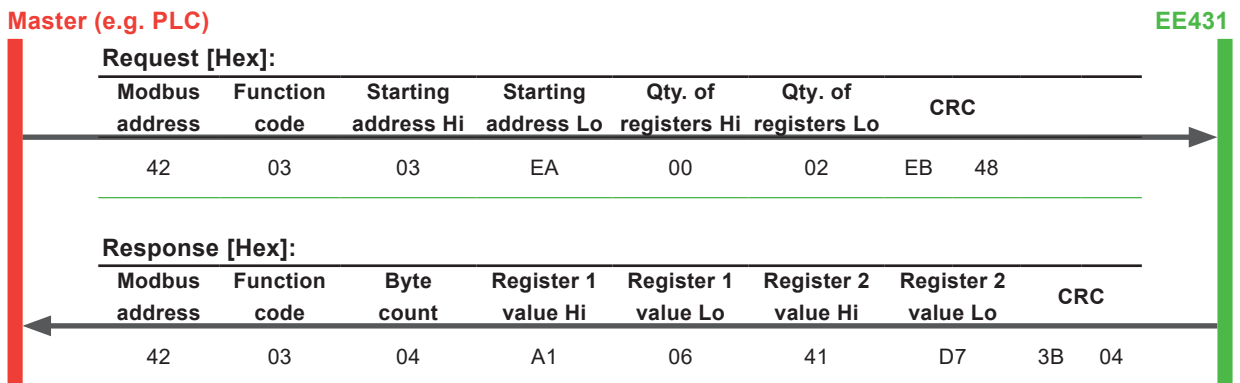 Master (e.g. PLC) EE431
Request [Hex]:
Modbus Function Starting Starting Qty. of Qty. of
address code address Hi address Lo registers Hi registers Lo CRC
42 03 03 EA 00 02 EB 48
Response [Hex]:
Modbus Function Byte Register 1 Register 1 Register 2 Register 2
address code count value Hi value Lo value Hi value Lo CRC
42 03 04 A1 06 41 D7 3B 04